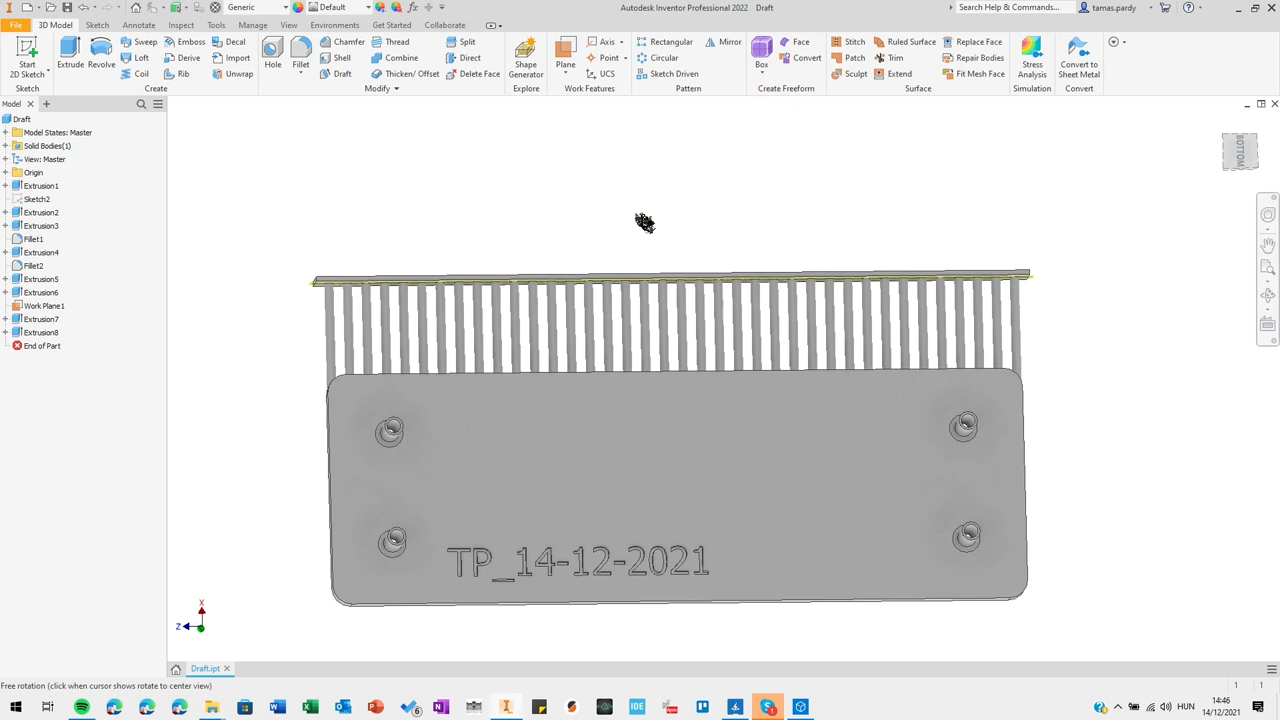 Generic
Default
Autodesk Inventor Professional 2022 Draft
Search Help & Commands...
tamas.pardy
File 3D Model Sketch Annotate Inspect Tools Manage View Environments Get Started Collaborate
Start
2D Sketch
Extrude
Revolve
Sweep
Loft
Coil
Emboss
Derive
Rib
Decal
Import
Unwrap
Hole
Fillet
Chamfer
Shell
Draft
Thread
Combine
Thicken/ Offset
Split
Direct
Delete Face
Shape
Generator
Plane
Axis
Point
UCS
Rectangular
Circular
Sketch Driven
Mirror
Box
Face
Convert
Stitch
Patch
Sculpt
Ruled Surface
Trim
Extend
Replace Face
Repair Bodies
Fit Mesh Face
Stress
Analysis
Convert to
Sheet Metal
Sketch Create Modify Explore Work Features Pattern Create Freeform Surface Simulation Convert
Model
Draft
Model States: Master
Solid Bodies(1)
View: Master
Origin
Extrusion1
Sketch2
Extrusion2
Extrusion3
Fillet1
Extrusion4
Fillet2
Extrusion5
Extrusion6
Work Plane1
Extrusion7
Extrusion8
End of Part
BOTTOM
TP_14-12-2021
X
Z
Draft.ipt
Free rotation (click when cursor shows rotate to center view)
1 1
IDE
6
1
HUN
14:46
14/12/2021